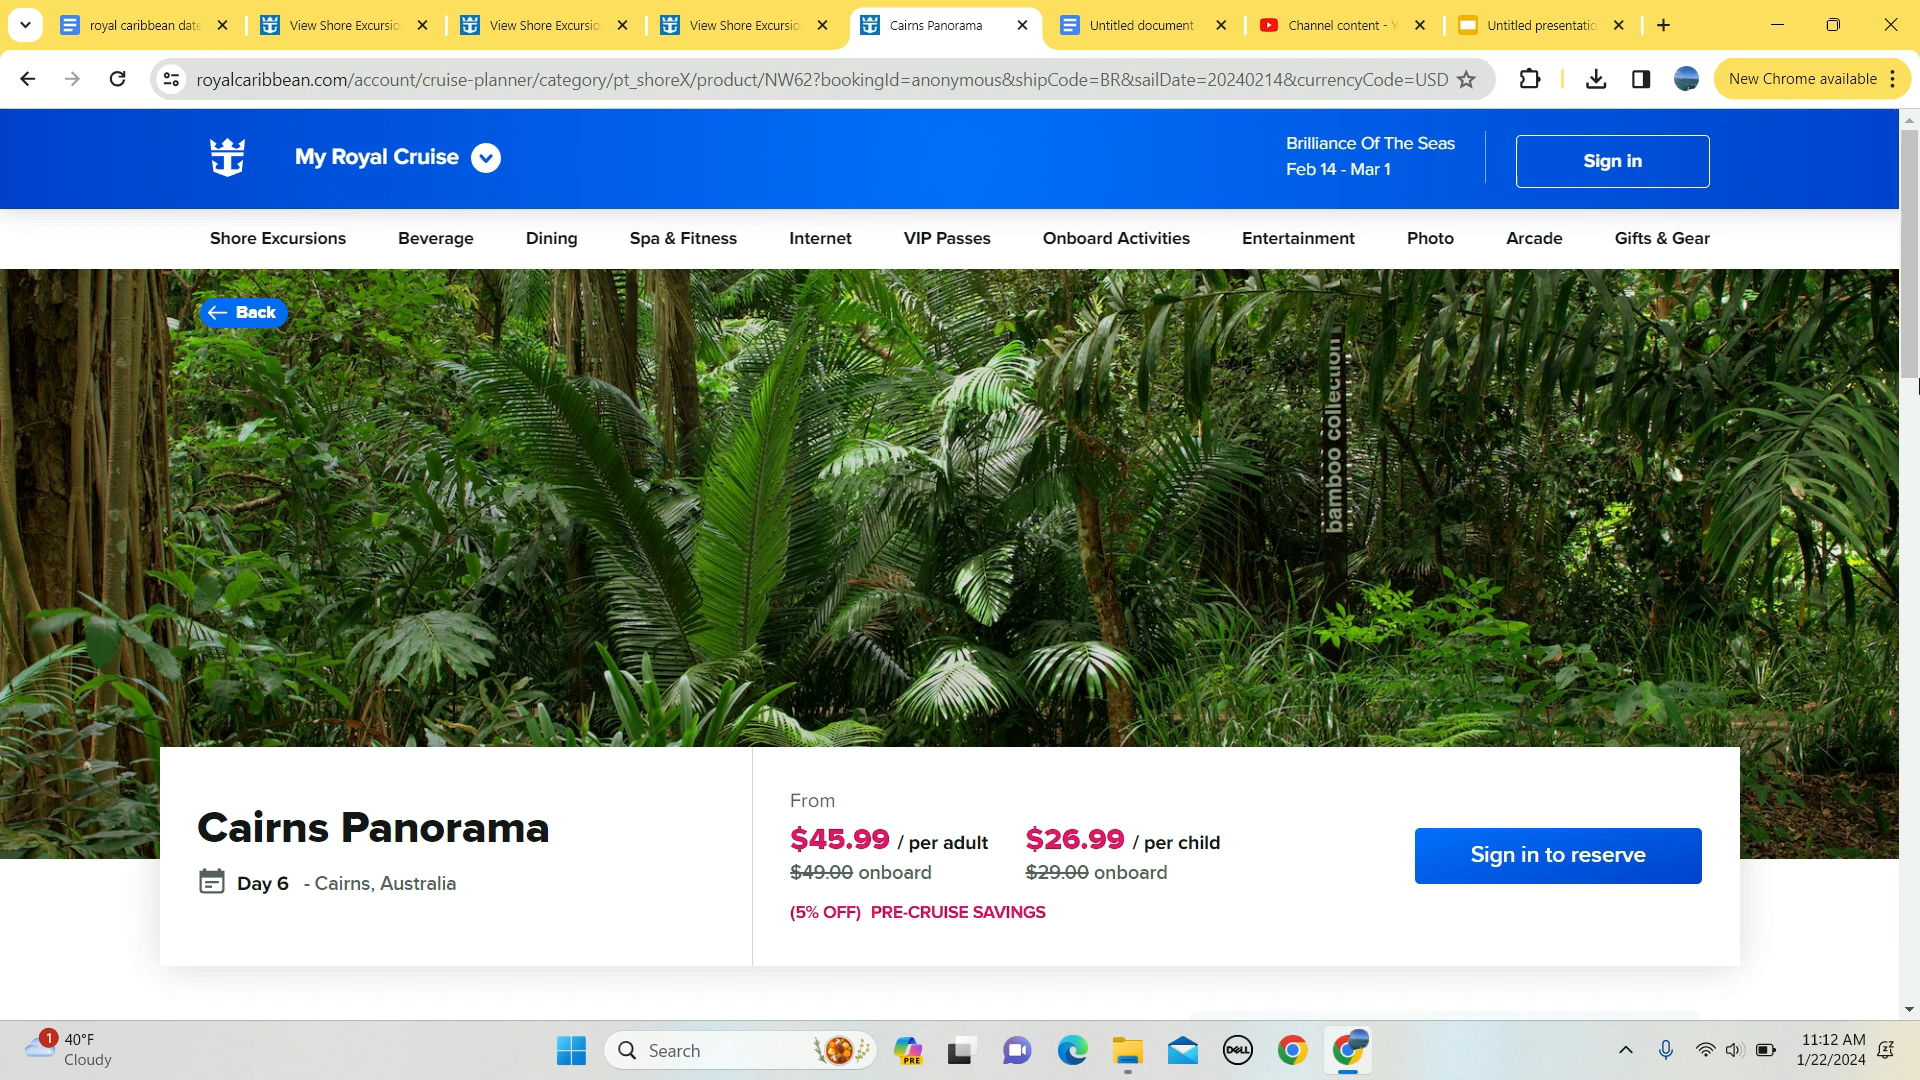 royal caribbean date
View Shore Excursio
View Shore Excursio
View Shore Excursio
Cairns Panorama
Untitled document
Channel content - Y
Untitled presentatio
royalcaribbean.com/account/cruise-planner/category/pt_shoreX/product/NW62?bookingId=anonymous&shipCode=BR&sailDate=20240214&currencyCode=USD
New Chrome available
My Royal Cruise
Brilliance Of The Seas
Feb 14 - Mar 1
Sign in
Shore Excursions
Beverage
Dining
Spa & Fitness
Internet
VIP Passes
Onboard Activities
Entertainment
Photo
Arcade
Gifts & Gear
Back
bamboo collection
Cairns Panorama
Day 6 - Cairns, Australia
From
$45.99 / per adult
$49.00 onboard
$26.99 / per child
$29.00 onboard
(5% OFF) PRE-CRUISE SAVINGS
Sign in to reserve
1
40°F
Cloudy
Search
PRE
DELL
11:12 AM
1/22/2024